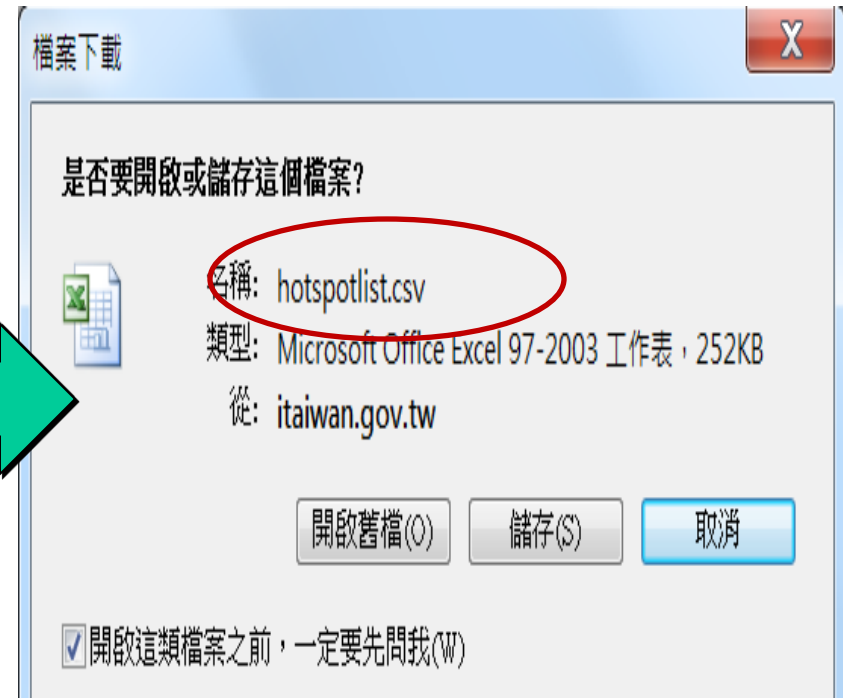 檔案下載
X
是否要開啟或儲存這個檔案?
名稱: hotspotlist.csv
類型: Microsoft Office Excel 97-2003 工作表，252KB
從: itaiwan.gov.tw
開啟舊檔(O) 儲存(S) 取消
開啟這類檔案之前，一定要先問我(W)